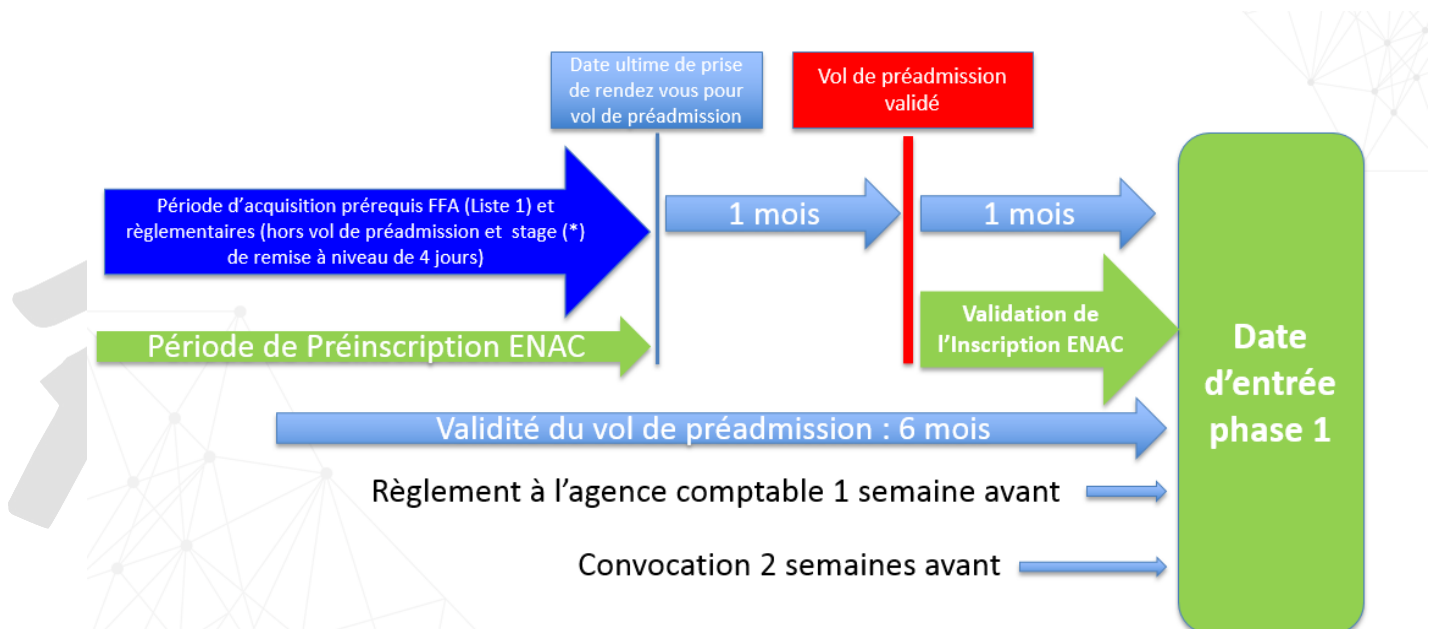 Date ultime de prise
de rendez vous pour
vol de préadmission
Vol de préadmission
validé
Période d'acquisition prérequis FFA (Liste 1) et
règlementaires (hors vol de préadmission et stage (*)
de remise à niveau de 4 jours)
1 mois
1 mois
Période de Préinscription ENAC
Validation de
l'Inscription ENAC
Date
d'entrée
phase 1
Validité du vol de préadmission : 6 mois
Règlement à l'agence comptable 1 semaine avant
Convocation 2 semaines avant